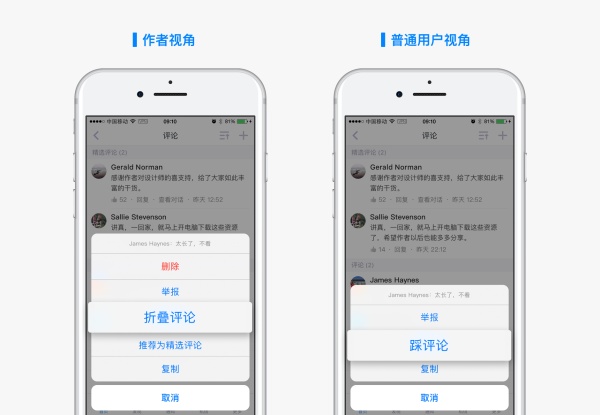 作者视角
●●●●○ 中国移动 VPN 09:10 91%
评论
精选评论 (2)
Gerald Norman
感谢作者对设计师的喜支持，给了大家如此丰
富的干货。
52 · 回复 · 查看对话 · 昨天 12:52
Sallie Stevenson
讲真，一回家，就马上开电脑下载这些资源
James Haynes：太长了，不看
删除
举报
折叠评论
推荐为精选评论
复制
取消
普通用户视角
●●●●○ 中国移动 VPN 09:10 91%
评论
精选评论 (2)
Gerald Norman
感谢作者对设计师的喜支持，给了大家如此丰
富的干货。
52 · 回复 · 查看对话 · 昨天 12:52
Sallie Stevenson
讲真，一回家，就马上开电脑下载这些资源
了，希望作者以后也能多多分享。
14 · 回复 · 昨天 22:12
评论 (2)
James Haynes
James Haynes：太长了，不看
举报
踩评论
复制
取消